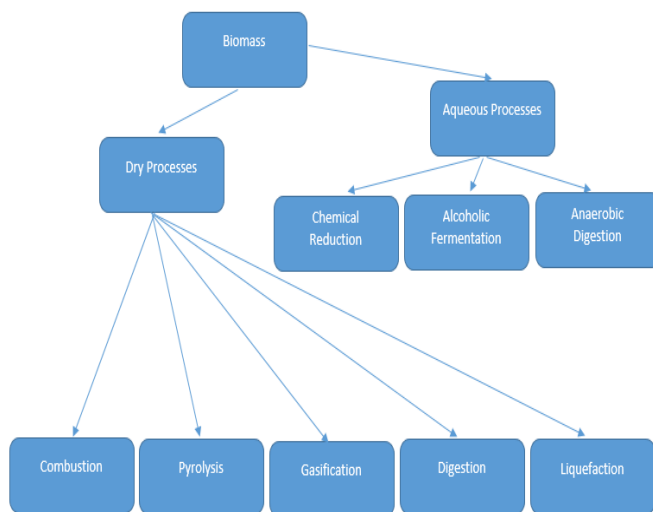 Biomass
Aqueous Processes
Dry Processes
Chemical
Reduction
Alcoholic
Fermentation
Anaerobic
Digestion
Combustion
Pyrolysis
Gasification
Digestion
Liquefaction